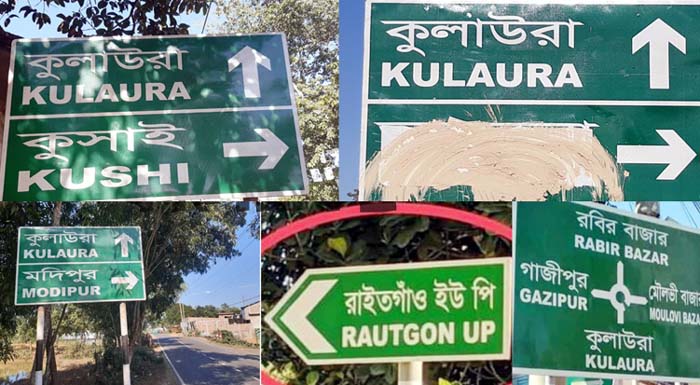 কুলাউরা
KULAURA
কুসাই
KUSHI
কুলাউরা
KULAURA
কুলাউরা
KULAURA
মদিপুর
MODIPUR
রাইতগাঁও ইউ পি
RAUTGON UP
রবির বাজার
RABIR BAZAR
গাজীপুর
GAZIPUR
মৌলভী
MOULOVI
কুলাউরা
KULAURA